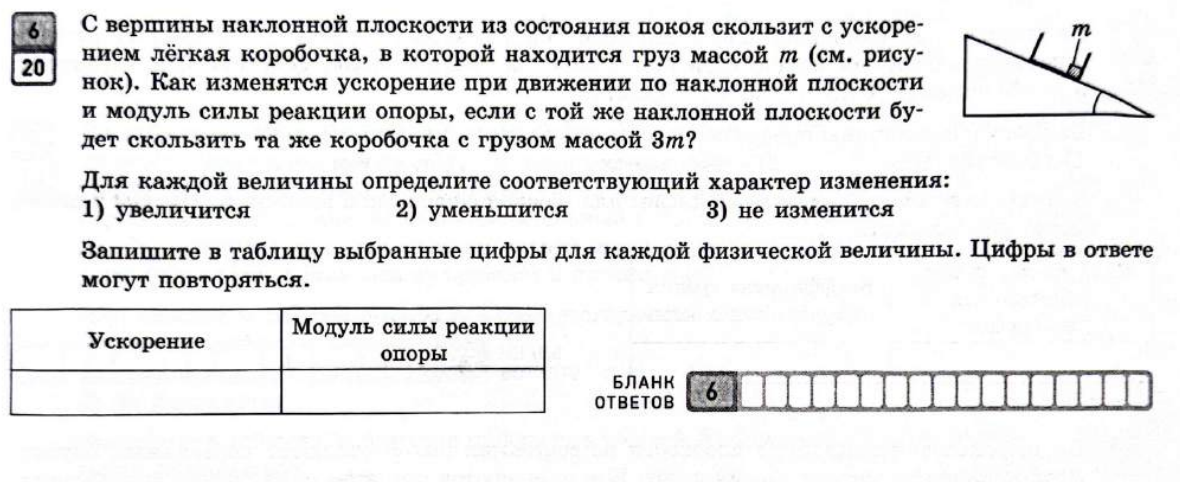 6
20
С вершины наклонной плоскости из состояния покоя скользит с ускоре-
нием лёгкая коробочка, в которой находится груз массой m (см. рису-
нок). Как изменятся ускорение при движении по наклонной плоскости
и модуль силы реакции опоры, если с той же наклонной плоскости бу-
дет скользить та же коробочка с грузом массой 3m?
m
Для каждой величины определите соответствующий характер изменения:
1) увеличится 2) уменьшится 3) не изменится
Запишите в таблицу выбранные цифры для каждой физической величины. Цифры в ответе
могут повторяться.
Ускорение
Модуль силы реакции
опоры
БЛАНК
ОТВЕТОВ
6